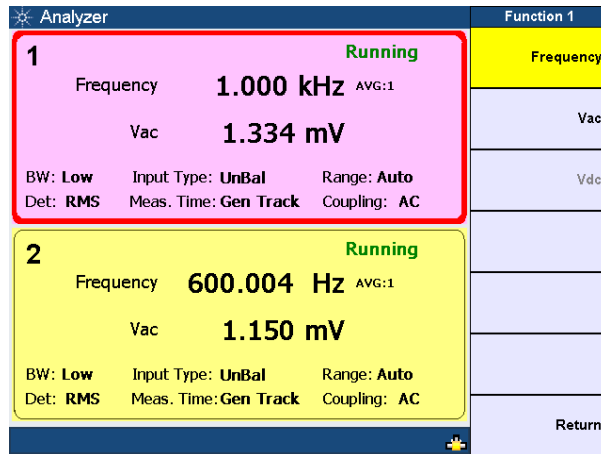 Analyzer
Function 1
1
Running
Frequency 1.000 kHz AVG:1
Vac 1.334 mV
BW: Low Input Type: UnBal Range: Auto
Det: RMS Meas. Time: Gen Track Coupling: AC
2
Running
Frequency 600.004 Hz AVG:1
Vac 1.150 mV
BW: Low Input Type: UnBal Range: Auto
Det: RMS Meas. Time: Gen Track Coupling: AC
Frequency
Vac
Vdc
Return